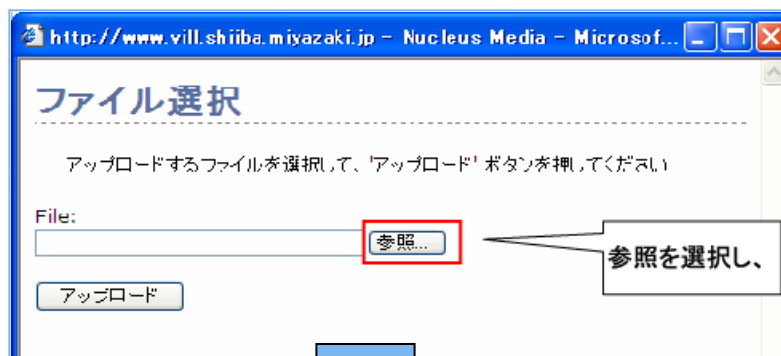 http://www.vill.shiiba.miyazaki.jp - Nucleus Media - Microsof...
ファイル選択
アップロードするファイルを選択して、'アップロード' ボタンを押してください
File:
参照...
参照を選択し、
アップロード